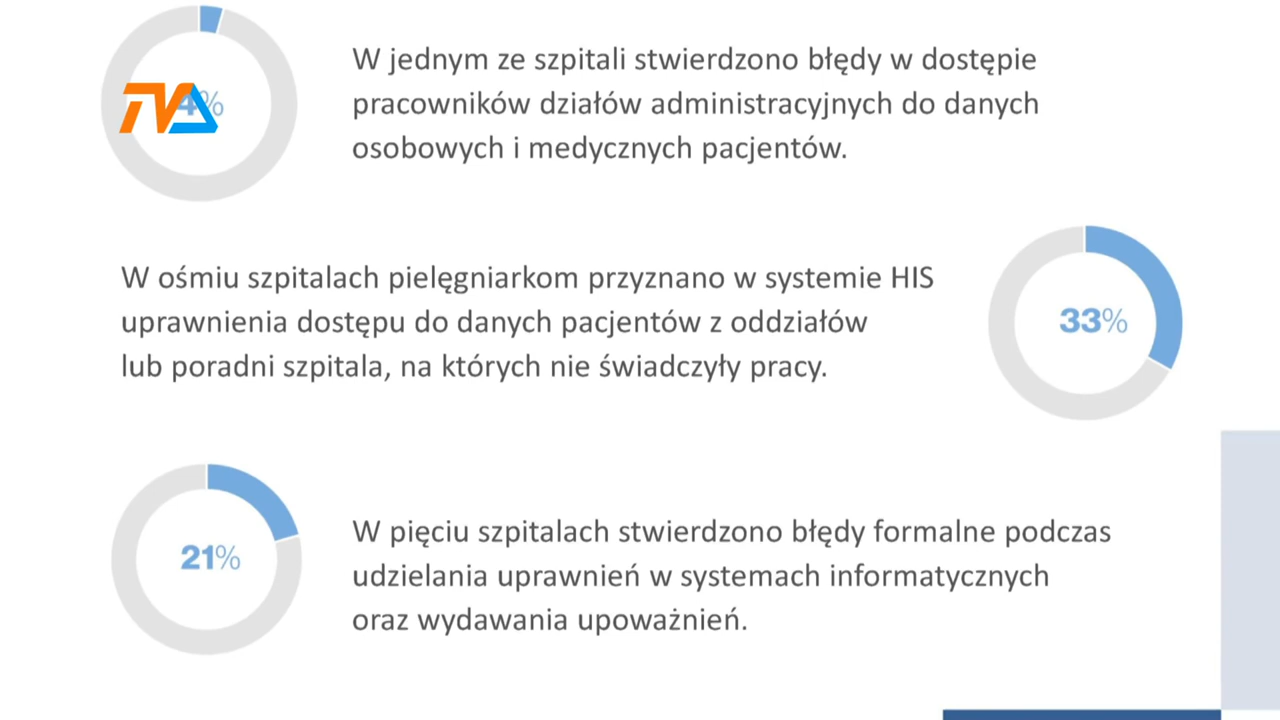 4%
W jednym ze szpitali stwierdzono błędy w dostępie
pracowników działów administracyjnych do danych
osobowych i medycznych pacjentów.
TVA
W ośmiu szpitalach pielęgniarkom przyznano w systemie HIS
uprawnienia dostępu do danych pacjentów z oddziałów
lub poradni szpitala, na których nie świadczyły pracy.
33%
21%
W pięciu szpitalach stwierdzono błędy formalne podczas
udzielania uprawnień w systemach informatycznych
oraz wydawania upoważnień.